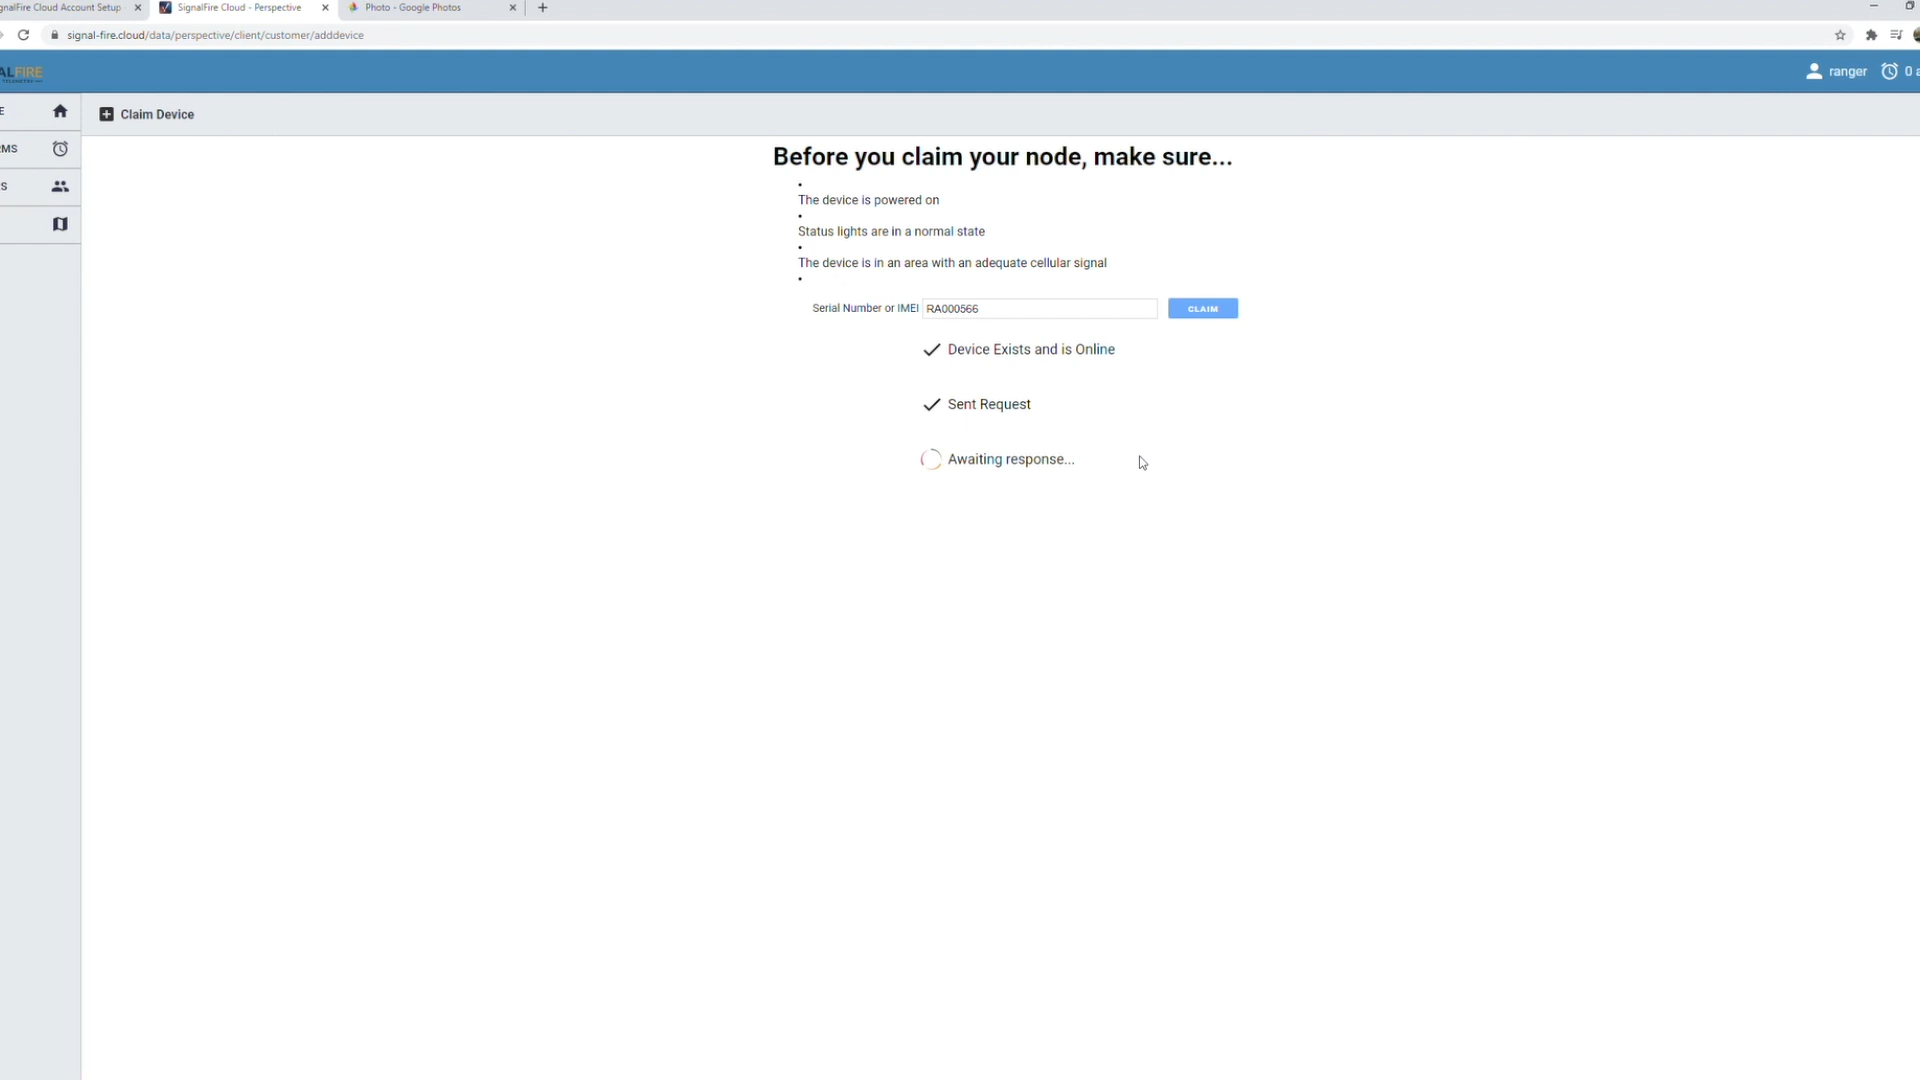 gnalFire Cloud Account Setup
SignalFire Cloud - Perspective
Photo - Google Photos
signal-fire.cloud/data/perspective/client/customer/adddevice
ALFIRE
ranger
0 a
E
Claim Device
RMS
S
Before you claim your node, make sure...
•
The device is powered on
•
Status lights are in a normal state
•
The device is in an area with an adequate cellular signal
•
Serial Number or IMEI RA000566 CLAIM
Device Exists and is Online
Sent Request
Awaiting response...